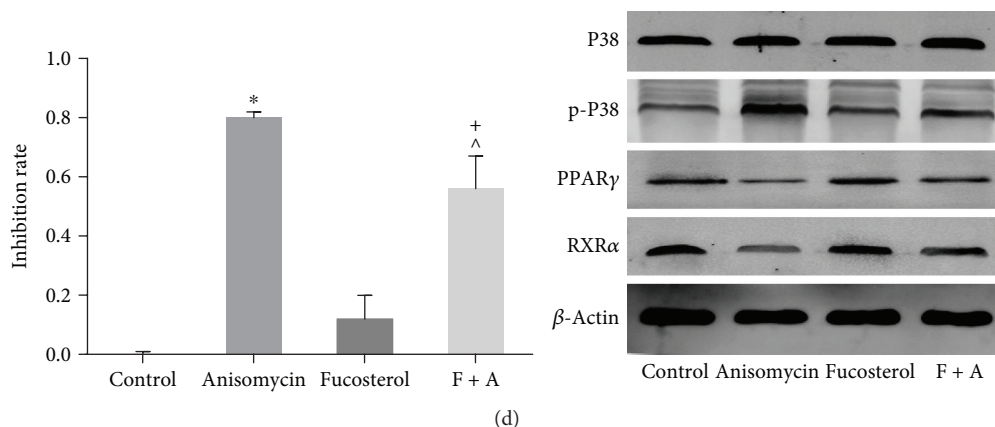 Inhibition rate
1.0
0.8
0.6
0.4
0.2
0.0
*
+
^
Control Anisomycin Fucosterol F + A
P38
p-P38
PPARγ
RXRα
β-Actin
Control Anisomycin Fucosterol F + A
(d)